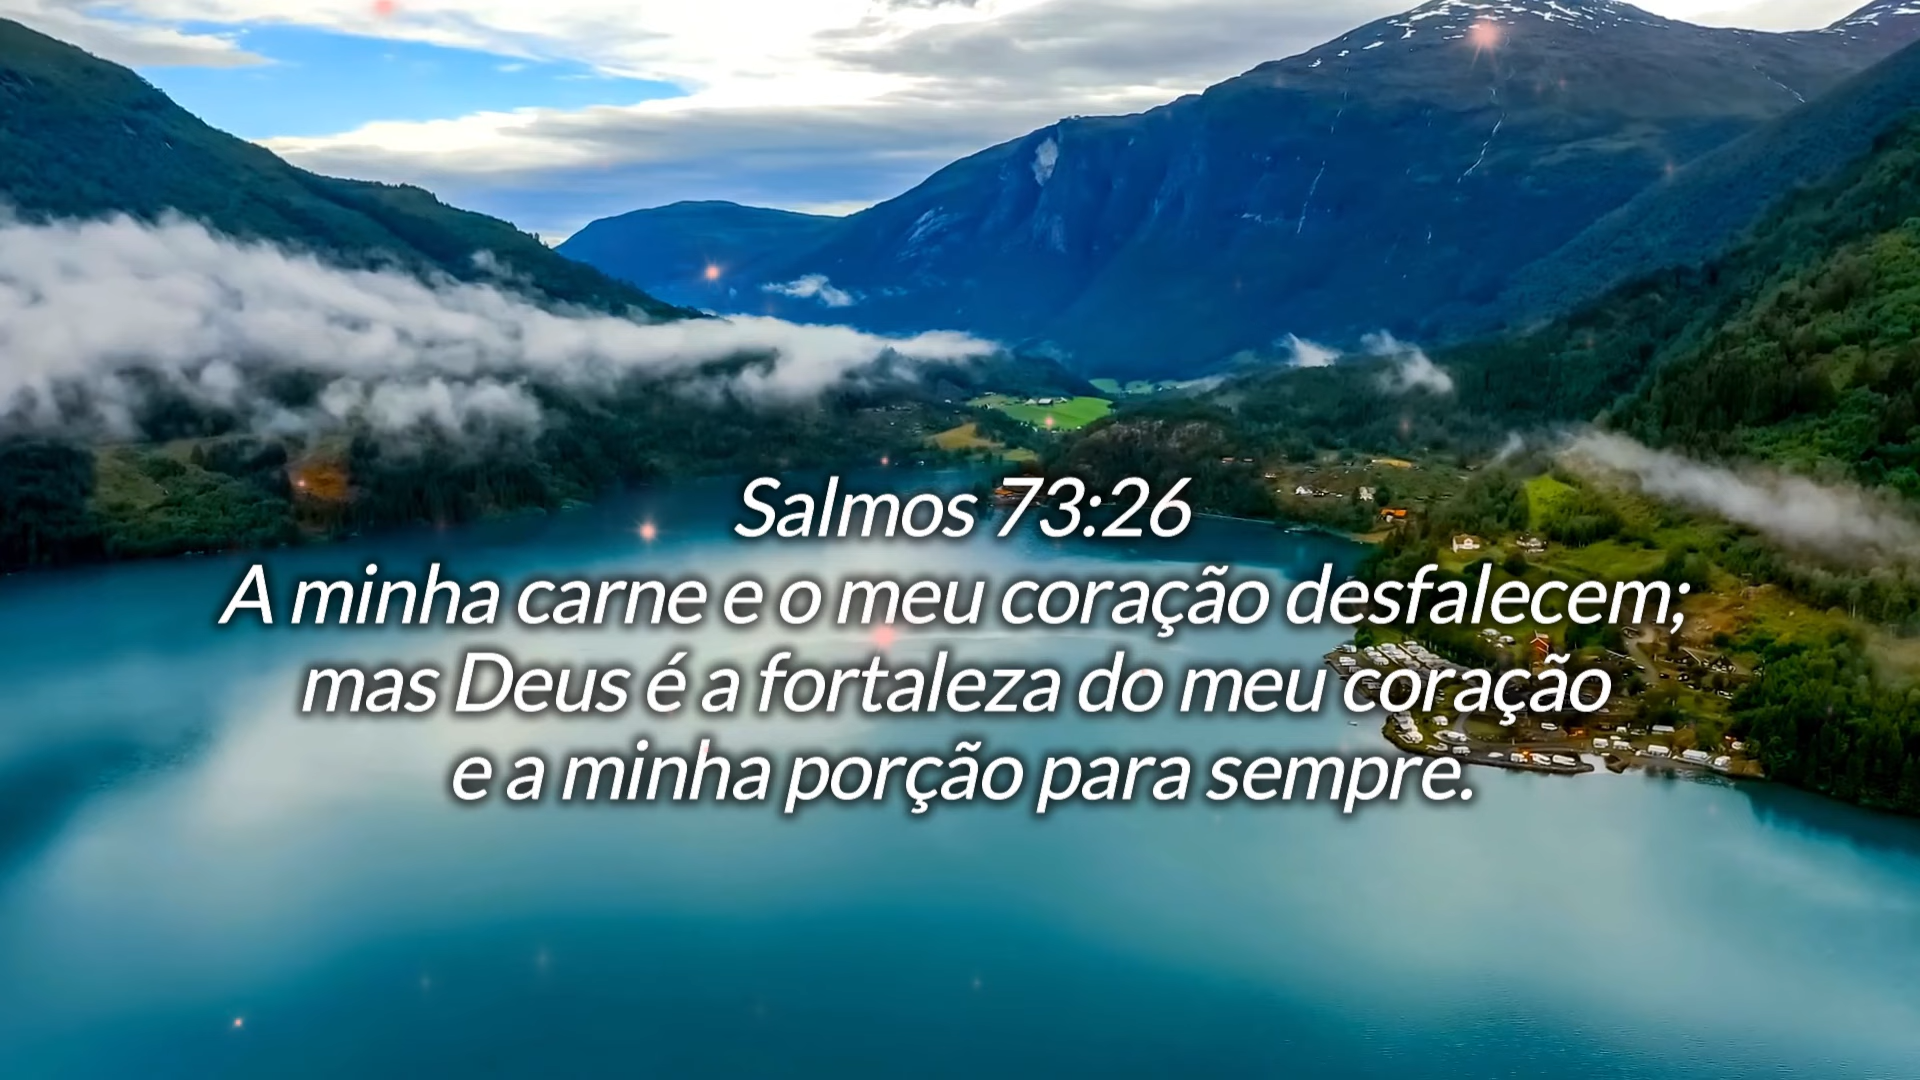 Salmos 73:26
A minha carne e o meu coração desfalecem;
mas Deus é a fortaleza do meu coração
e a minha porção para sempre.